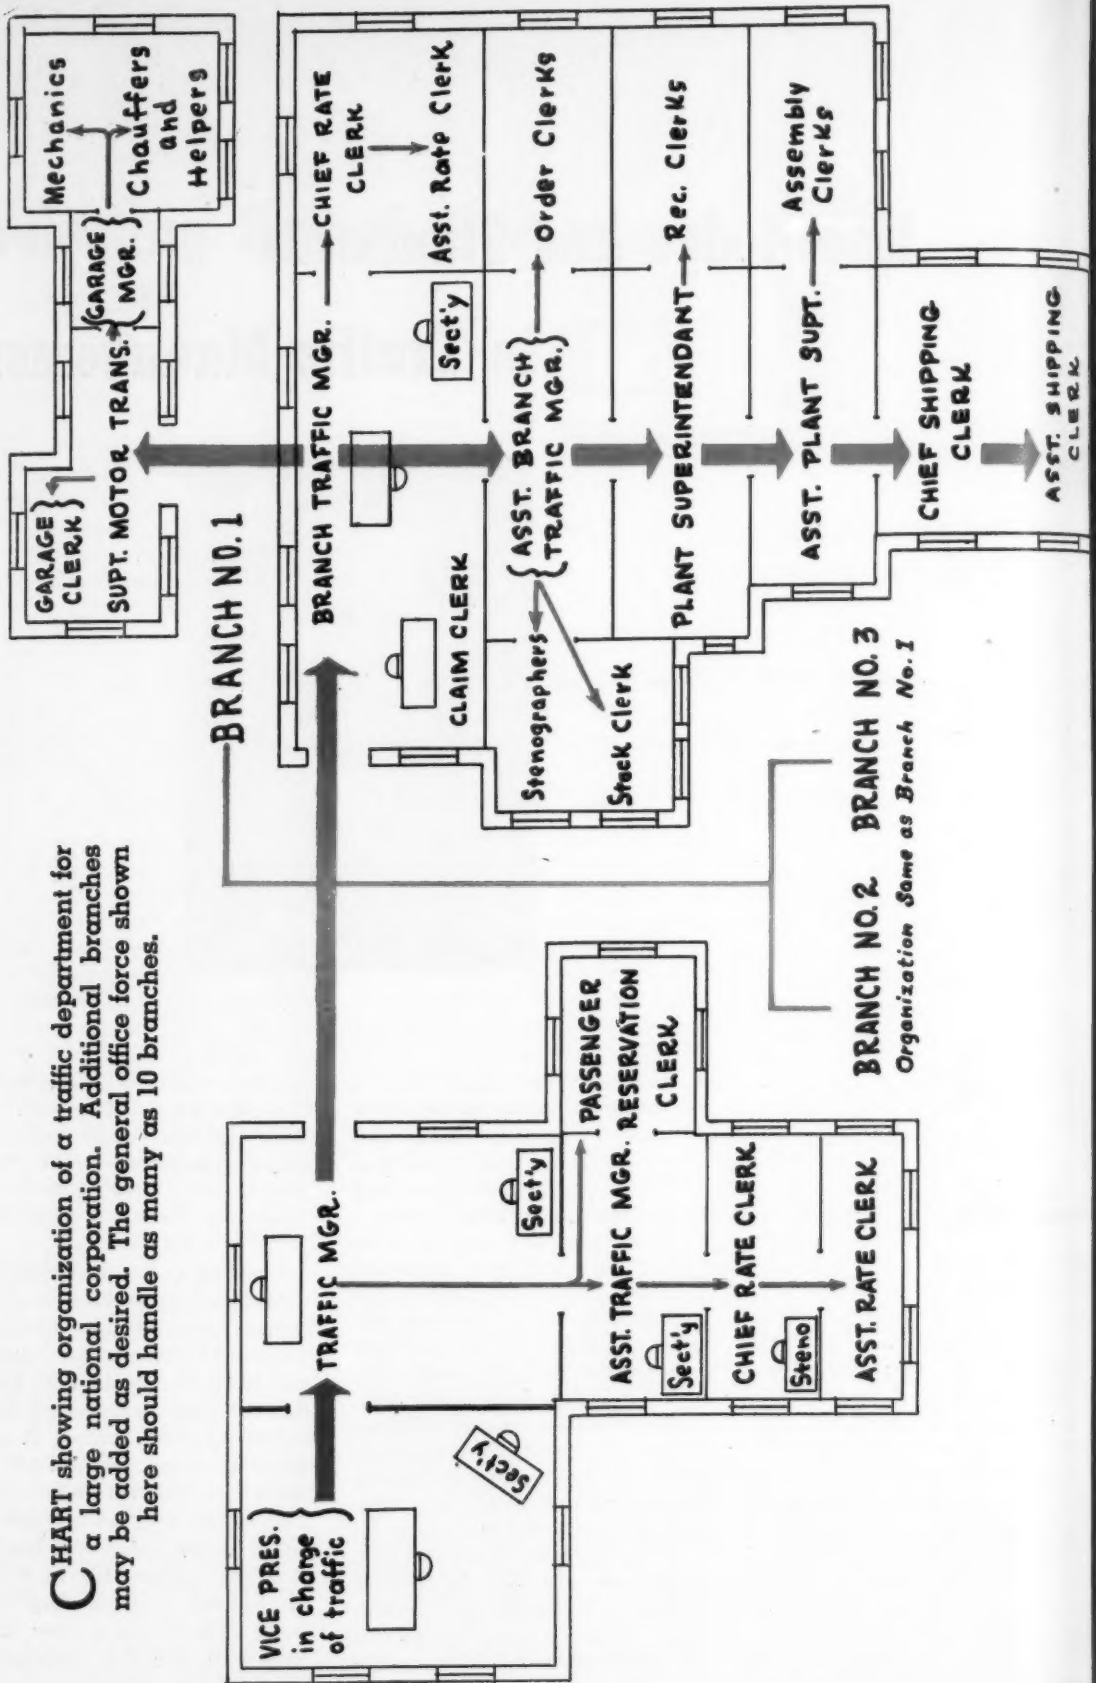 CHART showing organization of a traffic department for
a large national corporation. Additional branches
may be added as desired. The general office force shown
here should handle as many as 10 branches.
VICE PRES.
in charge
of traffic
Sect'y
TRAFFIC MGR.
Sect'y
ASST. TRAFFIC MGR.
Sect'y
PASSENGER
RESERVATION
CLERK
CHIEF RATE CLERK
Steno
ASST. RATE CLERK
BRANCH NO. 1
BRANCH NO. 2
BRANCH NO. 3
Organization Same as Branch No. I
GARAGE
CLERK
SUPT. MOTOR TRANS.
GARAGE
MGR.
Mechanics
Chauffers
and
Helpers
BRANCH TRAFFIC MGR.
CHIEF RATE
CLERK
Asst. Rate Clerk
Sect'y
CLAIM CLERK
ASST. BRANCH
TRAFFIC MGR.
Order Clerks
Stenographers
Stock Clerk
PLANT SUPERINTENDANT
Rec. Clerks
ASST. PLANT SUPT.
Assembly
Clerks
CHIEF SHIPPING
CLERK
ASST. SHIPPING
CLERK